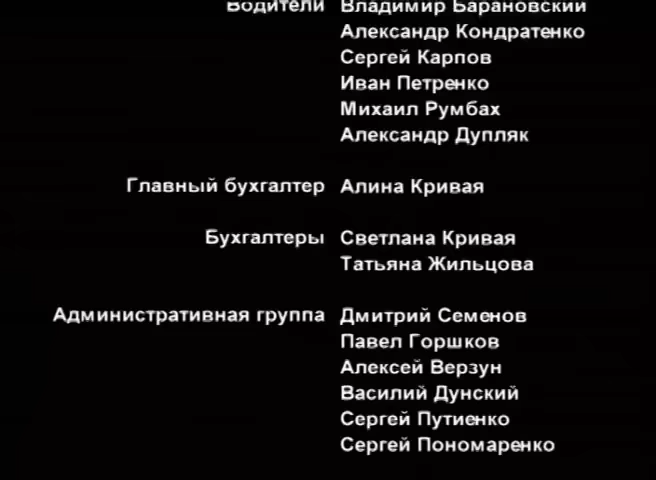 Водители Владимир Барановский
Александр Кондратенко
Сергей Карпов
Иван Петренко
Михаил Румбах
Александр Дупляк
Главный бухгалтер Алина Кривая
Бухгалтеры Светлана Кривая
Татьяна Жильцова
Административная группа Дмитрий Семенов
Павел Горшков
Алексей Верзун
Василий Дунский
Сергей Путиенко
Сергей Пономаренко